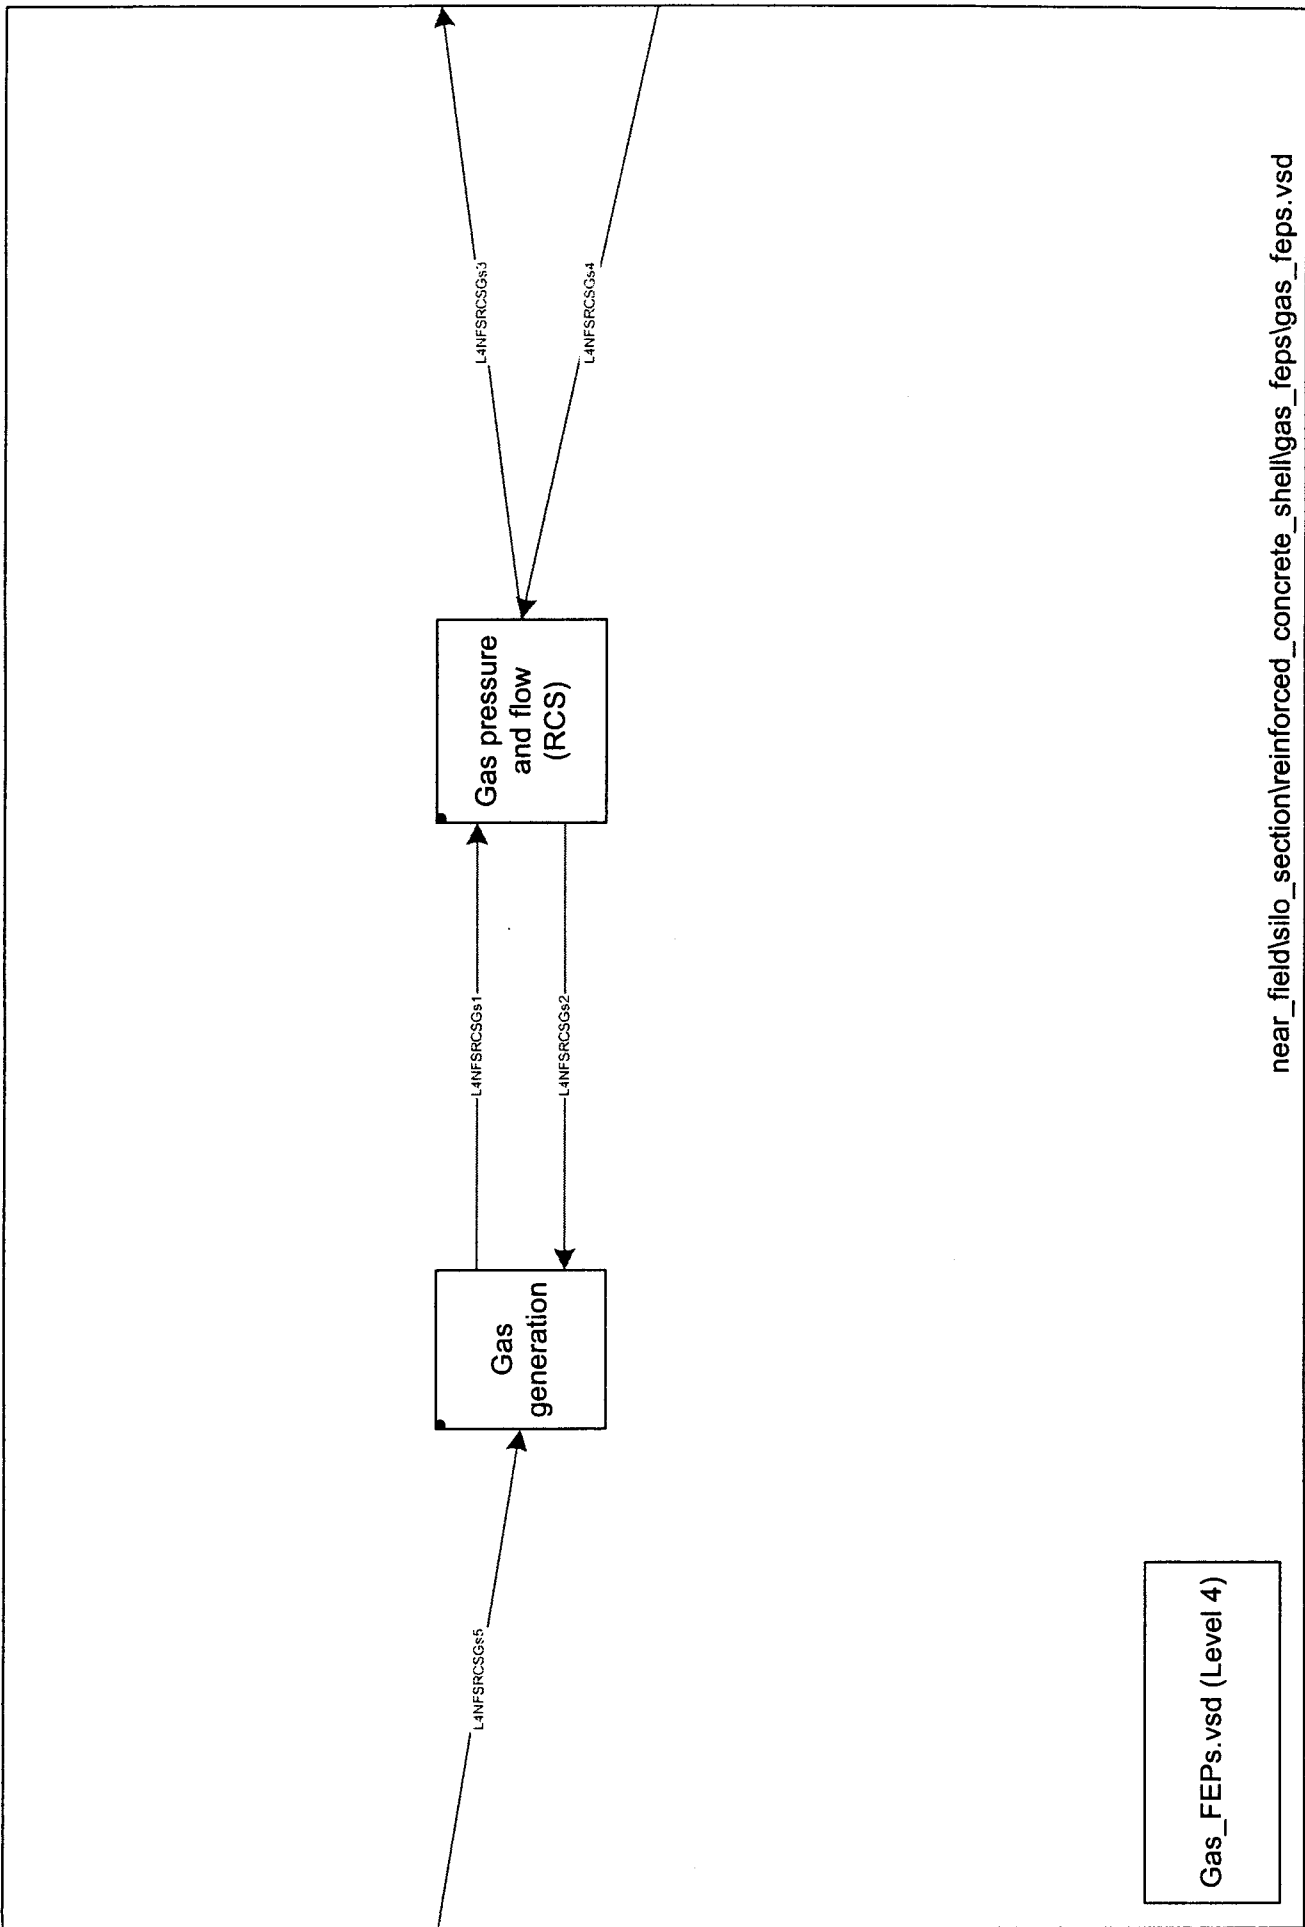 L4NFSRCSGs5
Gas
generation
L4NFSRCSGs1
L4NFSRCSGs2
Gas pressure
and flow
(RCS)
L4NFSRCSGs3
L4NFSRCSGs4
Gas_FEPs.vsd (Level 4)
near_field\silo_section\reinforced_concrete_shell\gas_feps\gas_feps.vsd